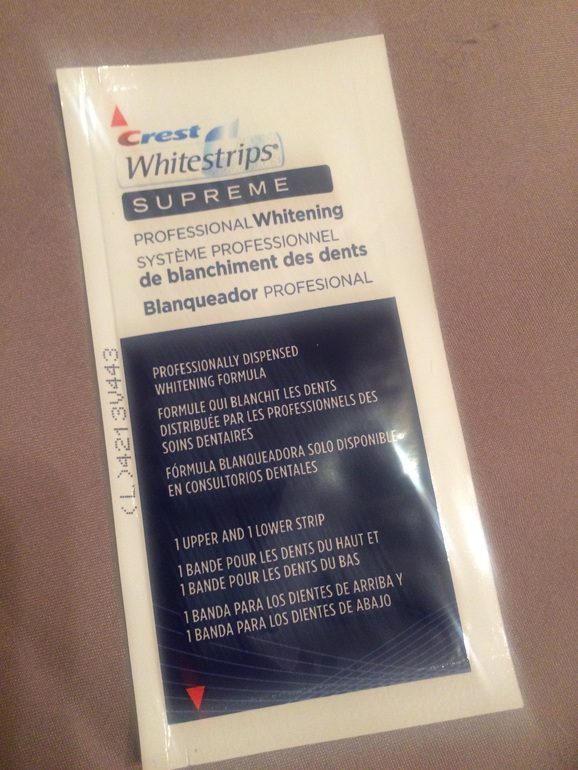 Crest
Whitestrips®
SUPREME
PROFESSIONAL Whitening
SYSTÈME PROFESSIONNEL
de blanchiment des dents
Blanqueador PROFESIONAL
PROFESSIONALLY DISPENSED
WHITENING FORMULA
FORMULE QUI BLANCHIT LES DENTS
DISTRIBUÉE PAR LES PROFESSIONNELS DES
SOINS DENTAIRES
FÓRMULA BLANQUEADORA SOLO DISPONIBLE
EN CONSULTORIOS DENTALES
1 UPPER AND 1 LOWER STRIP
1 BANDE POUR LES DENTS DU HAUT ET
1 BANDE POUR LES DENTS DU BAS
1 BANDA PARA LOS DIENTES DE ARRIBA Y
1 BANDA PARA LOS DIENTES DE ABAJO
(L)4213U443